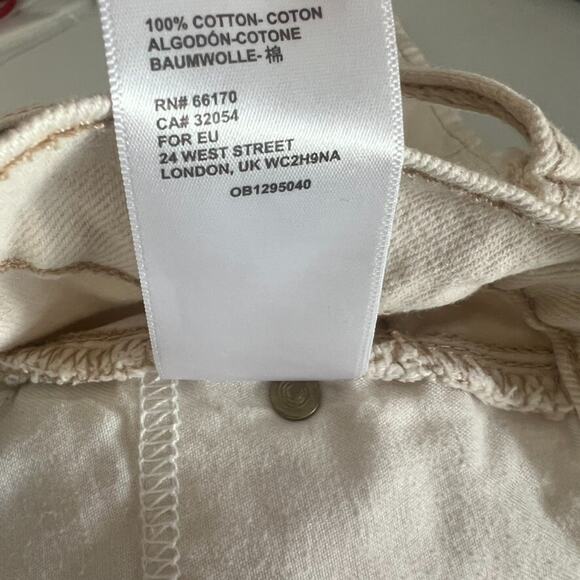 100% COTTON- COTON
ALGODÓN-COTONE
BAUMWOLLE- 棉
RN# 66170
CA# 32054
FOR EU
24 WEST STREET
LONDON, UK WC2H9NA
OB1295040